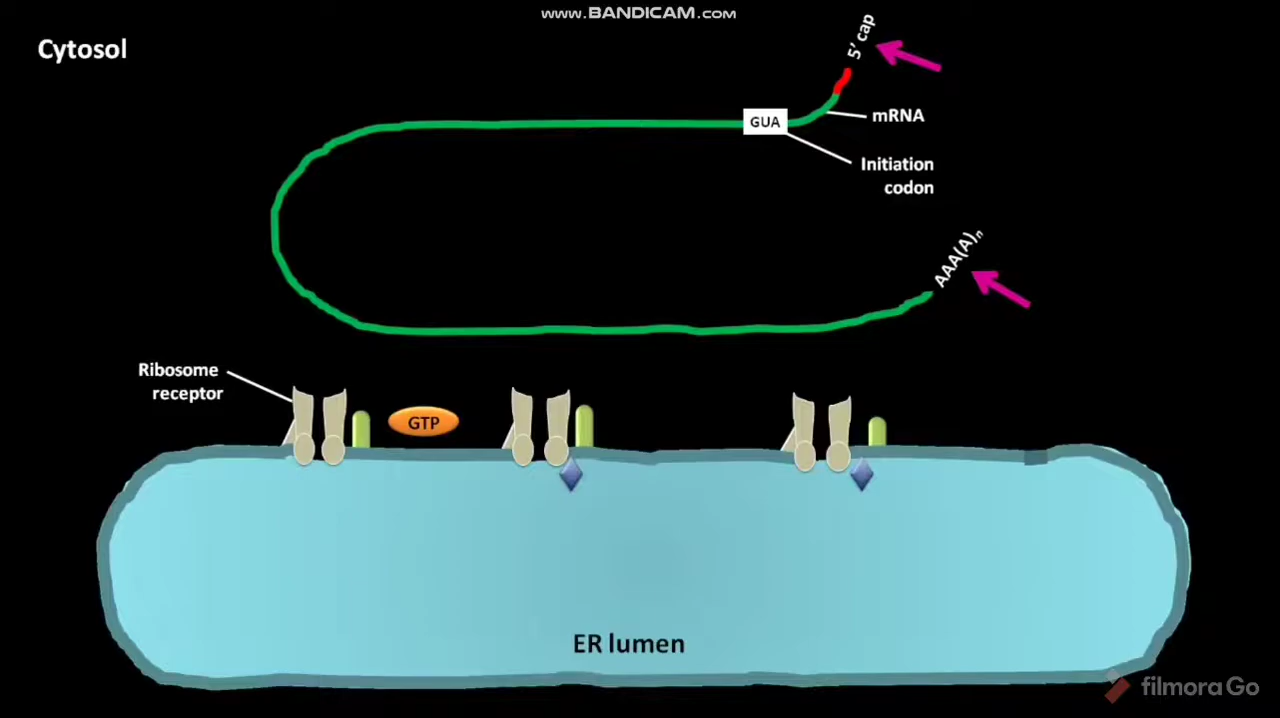 www.BANDICAM.com
Cytosol
5' cap
mRNA
GUA
Initiation
codon
AAA(A)n
Ribosome
receptor
GTP
ER lumen
filmoraGo